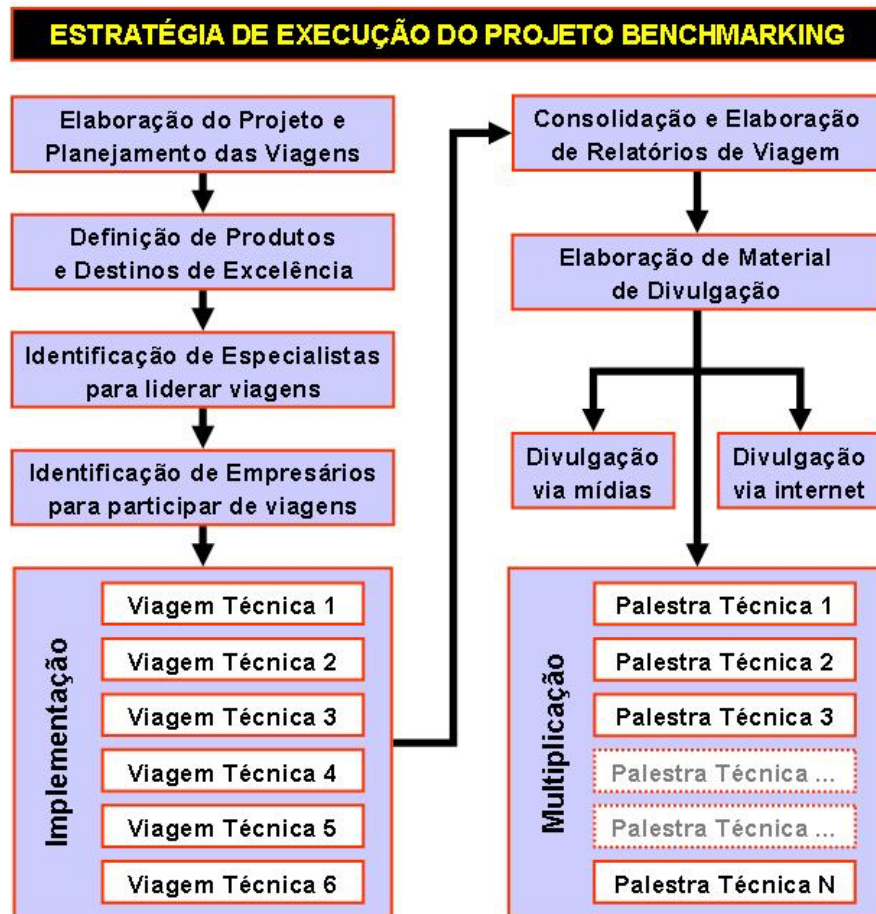 ESTRATÉGIA DE EXECUÇÃO DO PROJETO BENCHMARKING
Elaboração do Projeto e
Planejamento das Viagens
Definição de Produtos
e Destinos de Excelência
Identificação de Especialistas
para liderar viagens
Identificação de Empresários
para participar de viagens
Implementação
Viagem Técnica 1
Viagem Técnica 2
Viagem Técnica 3
Viagem Técnica 4
Viagem Técnica 5
Viagem Técnica 6
Consolidação e Elaboração
de Relatórios de Viagem
Elaboração de Material
de Divulgação
Divulgação
via mídias
Divulgação
via internet
Multiplicação
Palestra Técnica 1
Palestra Técnica 2
Palestra Técnica 3
Palestra Técnica ...
Palestra Técnica ...
Palestra Técnica N